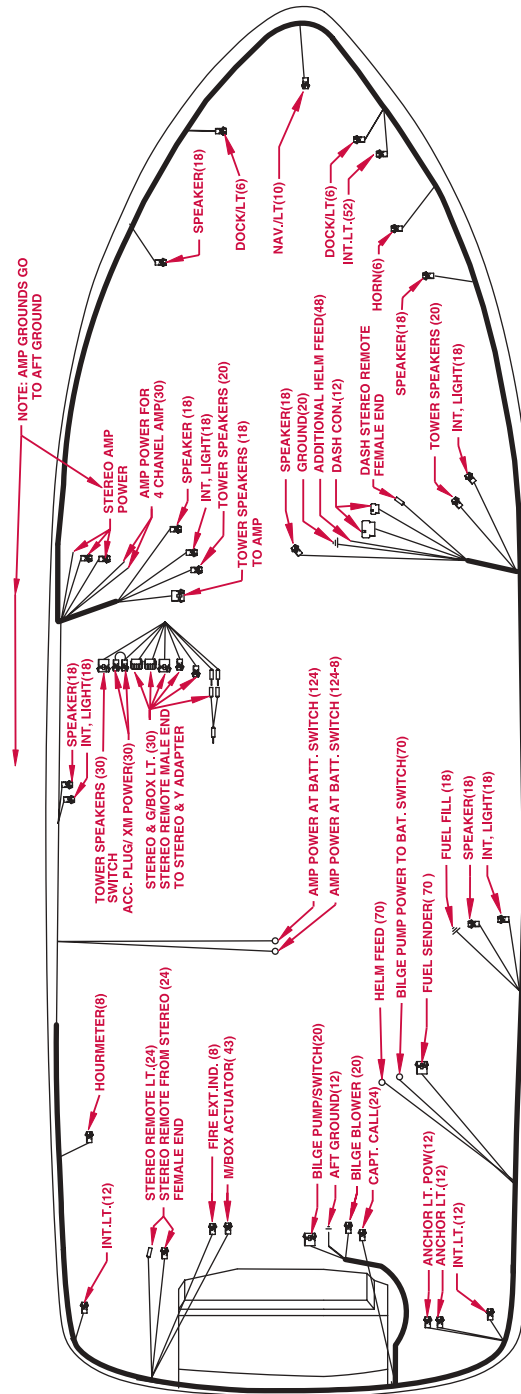 NOTE: AMP GROUNDS GO
TO AFT GROUND
SPEAKER(18)
DOCK/LT(6)
NAV./LT(10)
DOCK/LT(6)
INT.LT.(52)
HORN(6)
SPEAKER(18)
TOWER SPEAKERS (20)
INT, LIGHT(18)
STEREO AMP
POWER
AMP POWER FOR
4 CHANEL AMP(30)
SPEAKER (18)
INT, LIGHT(18)
TOWER SPEAKERS (20)
TOWER SPEAKERS (18)
TO AMP
SPEAKER(18)
GROUND(20)
ADDITIONAL HELM FEED(48)
DASH CON.(12)
DASH STEREO REMOTE
FEMALE END
SPEAKER(18)
INT, LIGHT(18)
TOWER SPEAKERS (30)
SWITCH
ACC. PLUG/ XM POWER(30)
STEREO & G/BOX LT. (30)
STEREO REMOTE MALE END
TO STEREO & Y ADAPTER
AMP POWER AT BATT. SWITCH (124)
AMP POWER AT BATT. SWITCH (124-8)
HELM FEED (70)
BILGE PUMP POWER TO BAT. SWITCH(70)
FUEL SENDER( 70 )
FUEL FILL (18)
SPEAKER(18)
INT, LIGHT(18)
HOURMETER(8)
INT.LT.(12)
STEREO REMOTE LT.(24)
STEREO REMOTE FROM STEREO (24)
FEMALE END
FIRE EXT.IND. (8)
M/BOX ACTUATOR( 43)
BILGE PUMP/SWITCH(20)
AFT GROUND(12)
BILGE BLOWER (20)
CAPT. CALL(24)
ANCHOR LT. POW(12)
ANCHOR LT.(12)
INT.LT.(12)